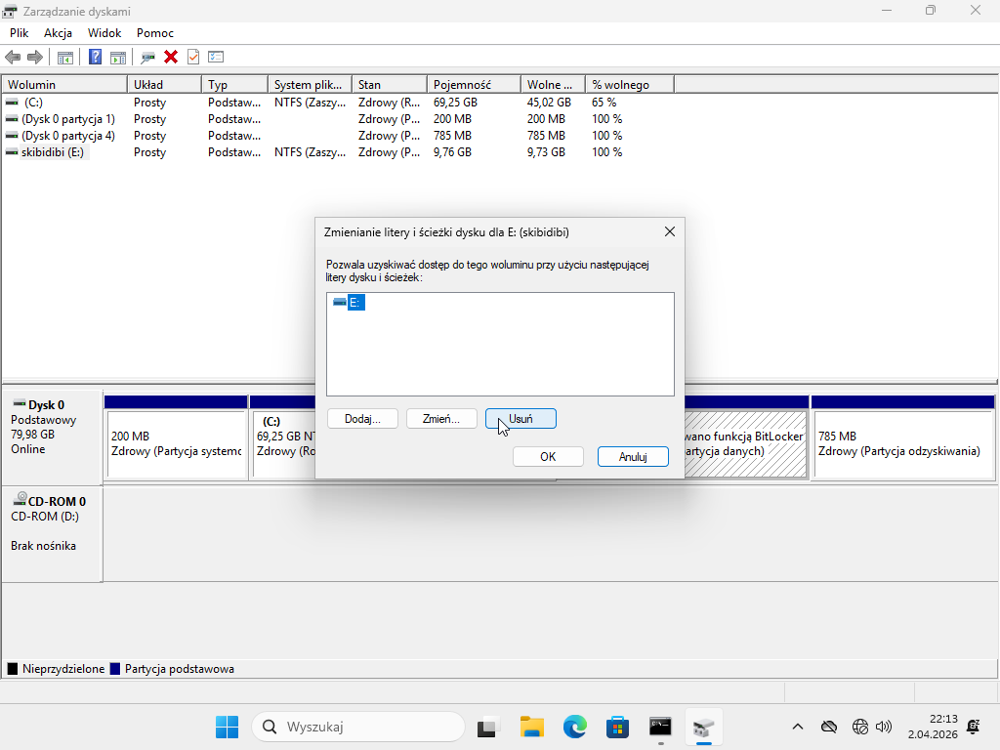 Zarządzanie dyskami
Plik Akcja Widok Pomoc
Wolumin Układ Typ System plik... Stan Pojemność Wolne ... % wolnego
(C:) Prosty Podstaw... NTFS (Zaszy... Zdrowy (R... 69,25 GB 45,02 GB 65 %
(Dysk 0 partycja 1) Prosty Podstaw... Zdrowy (P... 200 MB 200 MB 100 %
(Dysk 0 partycja 4) Prosty Podstaw... Zdrowy (P... 785 MB 785 MB 100 %
skibidibi (E:) Prosty Podstaw... NTFS (Zaszy... Zdrowy (P... 9,76 GB 9,73 GB 100 %
Zmienianie litery i ścieżki dysku dla E: (skibidibi)
Pozwala uzyskiwać dostęp do tego woluminu przy użyciu następującej
litery dysku i ścieżek:
E:
Dodaj... Zmień... Usuń
OK Anuluj
Dysk 0
Podstawowy
79,98 GB
Online
200 MB
Zdrowy (Partycja systemo
(C:)
69,25 GB NT
Zdrowy (Ro
wano funkcją BitLocker
artycja danych)
785 MB
Zdrowy (Partycja odzyskiwania)
CD-ROM 0
CD-ROM (D:)
Brak nośnika
Nieprzydzielone Partycja podstawowa
Wyszukaj
22:13
2.04.2026